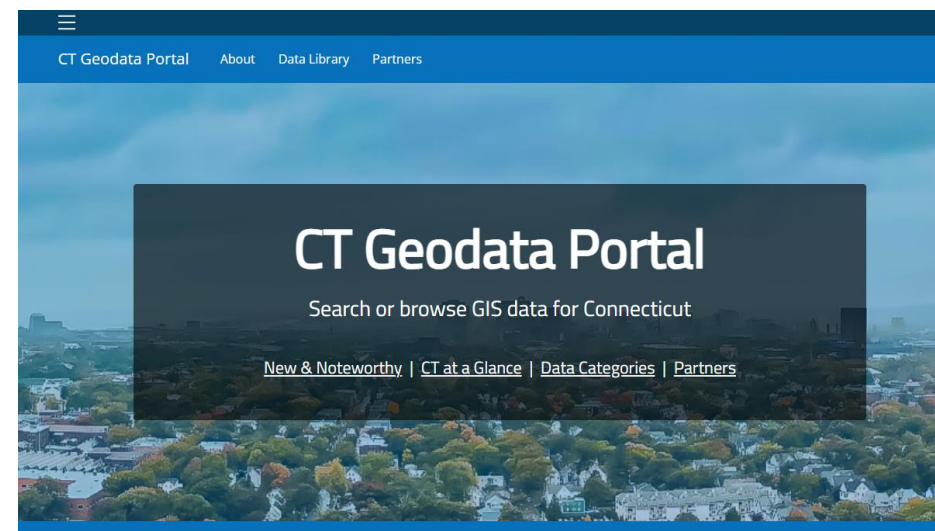 CT Geodata Portal About Data Library Partners
CT Geodata Portal
Search or browse GIS data for Connecticut
New & Noteworthy | CT at a Glance | Data Categories | Partners